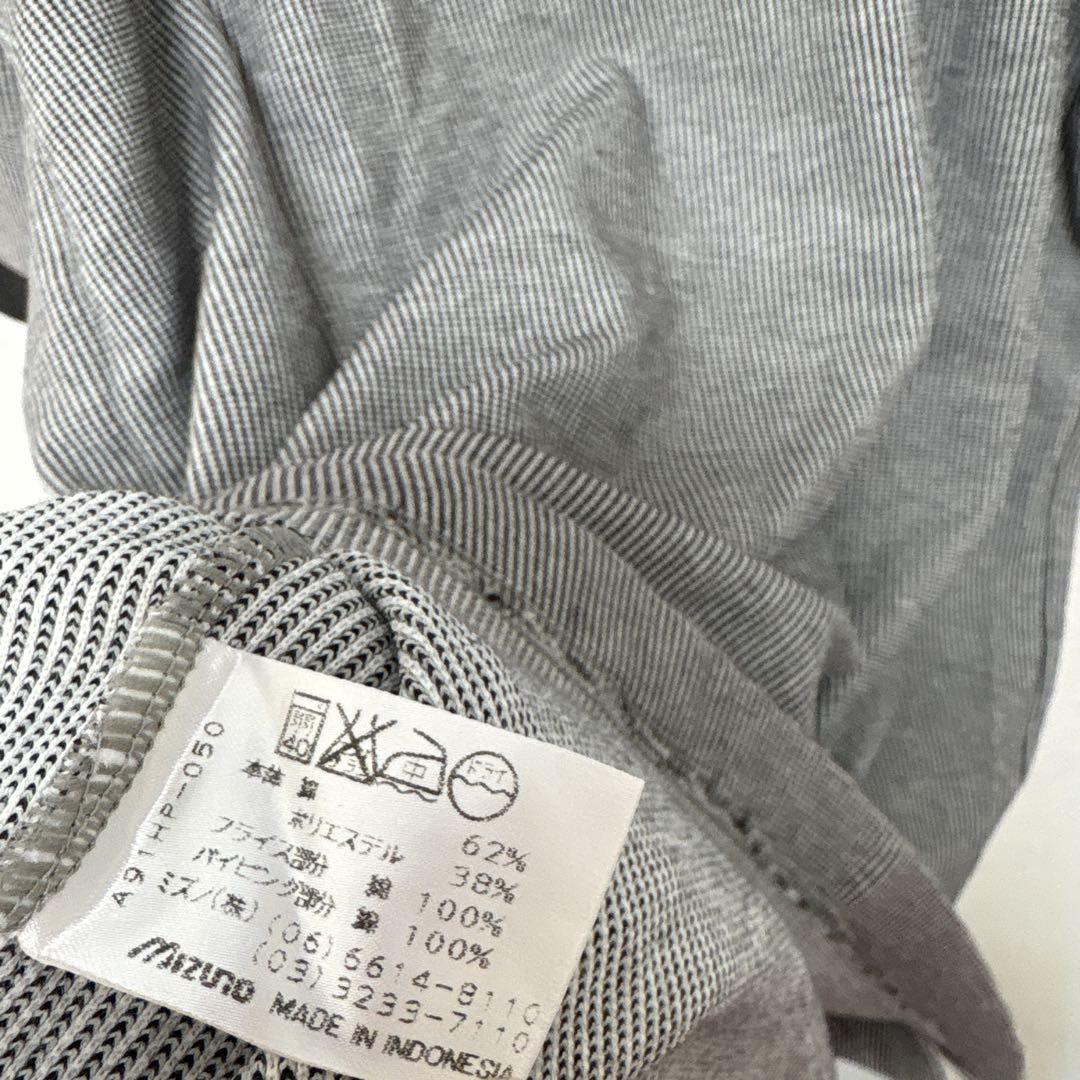 A91HP-050
40 中 ドライ
本体 綿 62%
ポリエステル 38%
フライス部分 綿 100%
パイピング部分 綿 100%
ミズノ(株) (06)6614-8110
(03)3233-7110
MIZUNO MADE IN INDONESIA